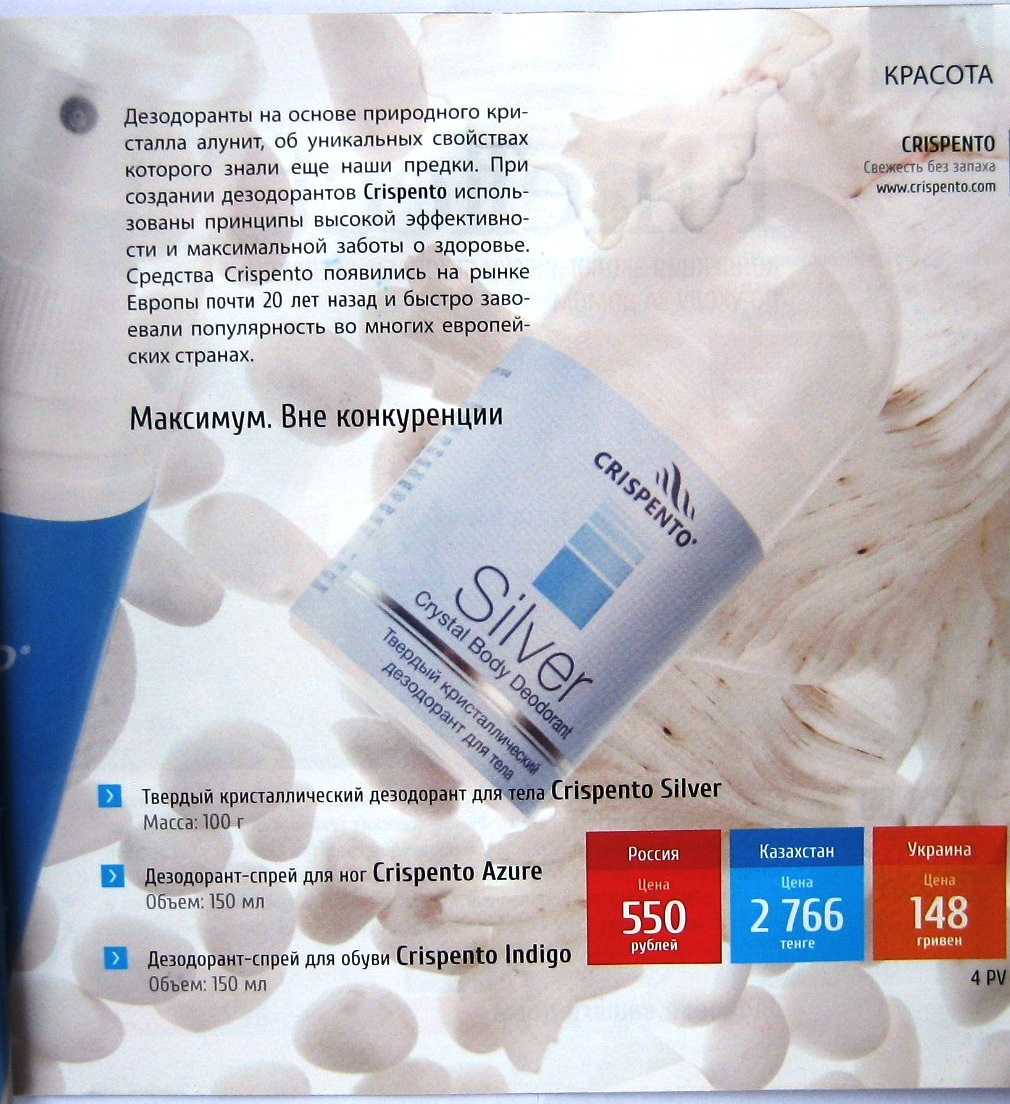 КРАСОТА
CRISPENTO
Свежесть без запаха
www.crispento.com
Дезодоранты на основе природного кри-
сталла алунит, об уникальных свойствах
которого знали еще наши предки. При
создании дезодорантов Crispento исполь-
зованы принципы высокой эффективно-
сти и максимальной заботы о здоровье.
Средства Crispento появились на рынке
Европы почти 20 лет назад и быстро заво-
евали популярность во многих европей-
ских странах.
Максимум. Вне конкуренции
CRISPENTO
Silver
Crystal Body Deodorant
Твердый кристаллический
дезодорант для тела
Твердый кристаллический дезодорант для тела Crispento Silver
Масса: 100 г
Дезодорант-спрей для ног Crispento Azure
Объем: 150 мл
Дезодорант-спрей для обуви Crispento Indigo
Объем: 150 мл
Россия
Цена
550
рублей
Казахстан
Цена
2 766
тенге
Украина
Цена
148
гривен
4 PV